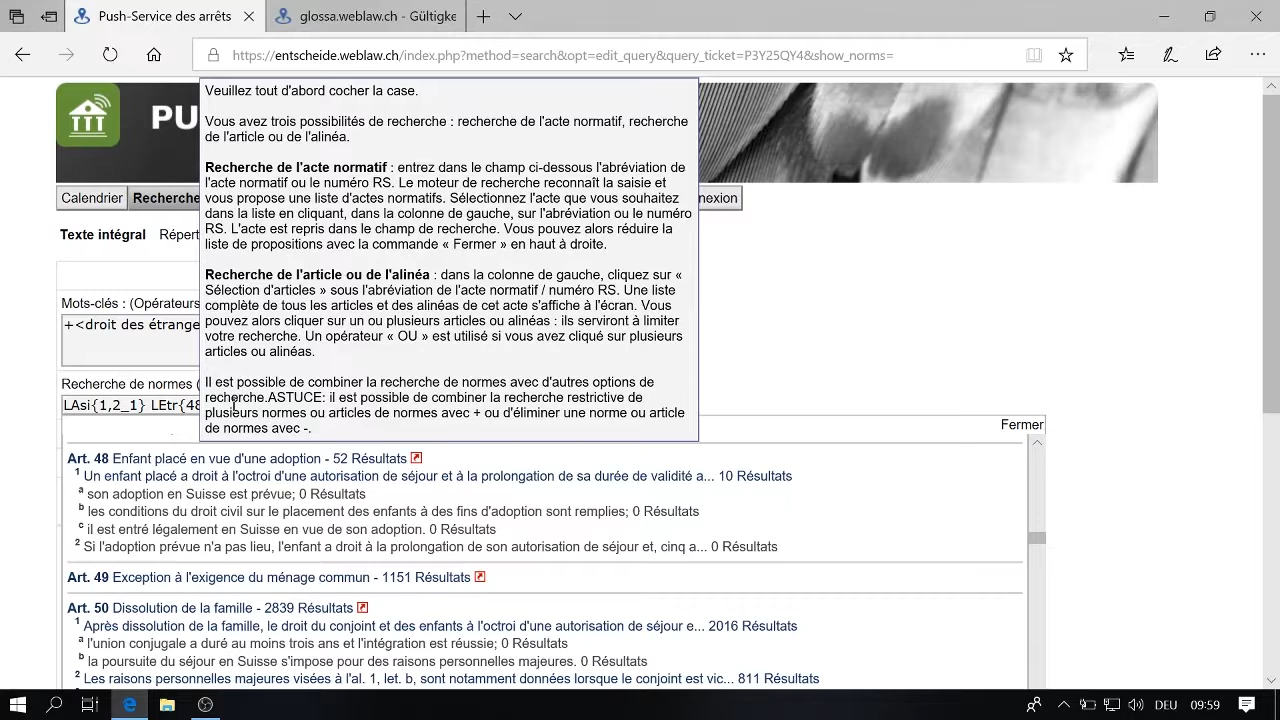 Push-Service des arrêts
glossa.weblaw.ch - Gültigke
https://entscheide.weblaw.ch/index.php?method=search&opt=edit_query&query_ticket=P3Y25QY4&show_norms=
PU
Calendrier
Recherche
nnexion
Texte intégral
Répert
Mots-clés : (Opérateurs
+<droit des étrange
Recherche de normes (
LAsi{1,2_1} LEtr{48
Veuillez tout d'abord cocher la case.
Vous avez trois possibilités de recherche : recherche de l'acte normatif, recherche
de l'article ou de l'alinéa.
Recherche de l'acte normatif : entrez dans le champ ci-dessous l'abréviation de
l'acte normatif ou le numéro RS. Le moteur de recherche reconnaît la saisie et
vous propose une liste d'actes normatifs. Sélectionnez l'acte que vous souhaitez
dans la liste en cliquant, dans la colonne de gauche, sur l'abréviation ou le numéro
RS. L'acte est repris dans le champ de recherche. Vous pouvez alors réduire la
liste de propositions avec la commande « Fermer » en haut à droite.
Recherche de l'article ou de l'alinéa : dans la colonne de gauche, cliquez sur «
Sélection d'articles » sous l'abréviation de l'acte normatif / numéro RS. Une liste
complète de tous les articles et des alinéas de cet acte s'affiche à l'écran. Vous
pouvez alors cliquer sur un ou plusieurs articles ou alinéas : ils serviront à limiter
votre recherche. Un opérateur « OU » est utilisé si vous avez cliqué sur plusieurs
articles ou alinéas.
Il est possible de combiner la recherche de normes avec d'autres options de
recherche.ASTUCE: il est possible de combiner la recherche restrictive de
plusieurs normes ou articles de normes avec + ou d'éliminer une norme ou article
de normes avec -.
Fermer
Art. 48 Enfant placé en vue d'une adoption - 52 Résultats
1 Un enfant placé a droit à l'octroi d'une autorisation de séjour et à la prolongation de sa durée de validité a... 10 Résultats
a son adoption en Suisse est prévue; 0 Résultats
b les conditions du droit civil sur le placement des enfants à des fins d'adoption sont remplies; 0 Résultats
c il est entré légalement en Suisse en vue de son adoption. 0 Résultats
2 Si l'adoption prévue n'a pas lieu, l'enfant a droit à la prolongation de son autorisation de séjour et, cinq a... 0 Résultats
Art. 49 Exception à l'exigence du ménage commun - 1151 Résultats
Art. 50 Dissolution de la famille - 2839 Résultats
1 Après dissolution de la famille, le droit du conjoint et des enfants à l'octroi d'une autorisation de séjour e... 2016 Résultats
a l'union conjugale a duré au moins trois ans et l'intégration est réussie; 0 Résultats
b la poursuite du séjour en Suisse s'impose pour des raisons personnelles majeures. 0 Résultats
2 Les raisons personnelles majeures visées à l'al. 1, let. b, sont notamment données lorsque le conjoint est vic... 811 Résultats
DEU
09:59